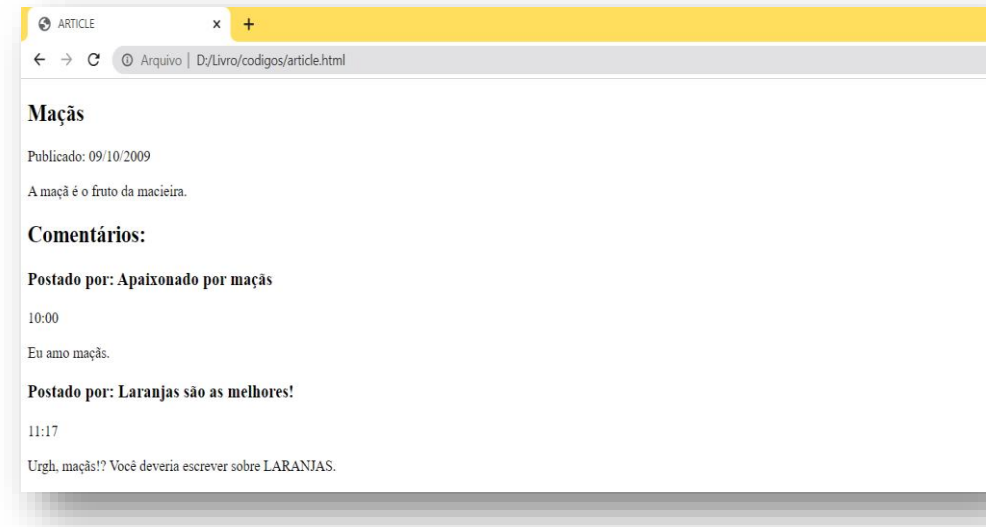 ARTICLE
Arquivo | D:/Livro/codigos/article.html
Maçãs
Publicado: 09/10/2009
A maçã é o fruto da macieira.
Comentários:
Postado por: Apaixonado por maçãs
10:00
Eu amo maçãs.
Postado por: Laranjas são as melhores!
11:17
Urgh, maçãs!? Você deveria escrever sobre LARANJAS.